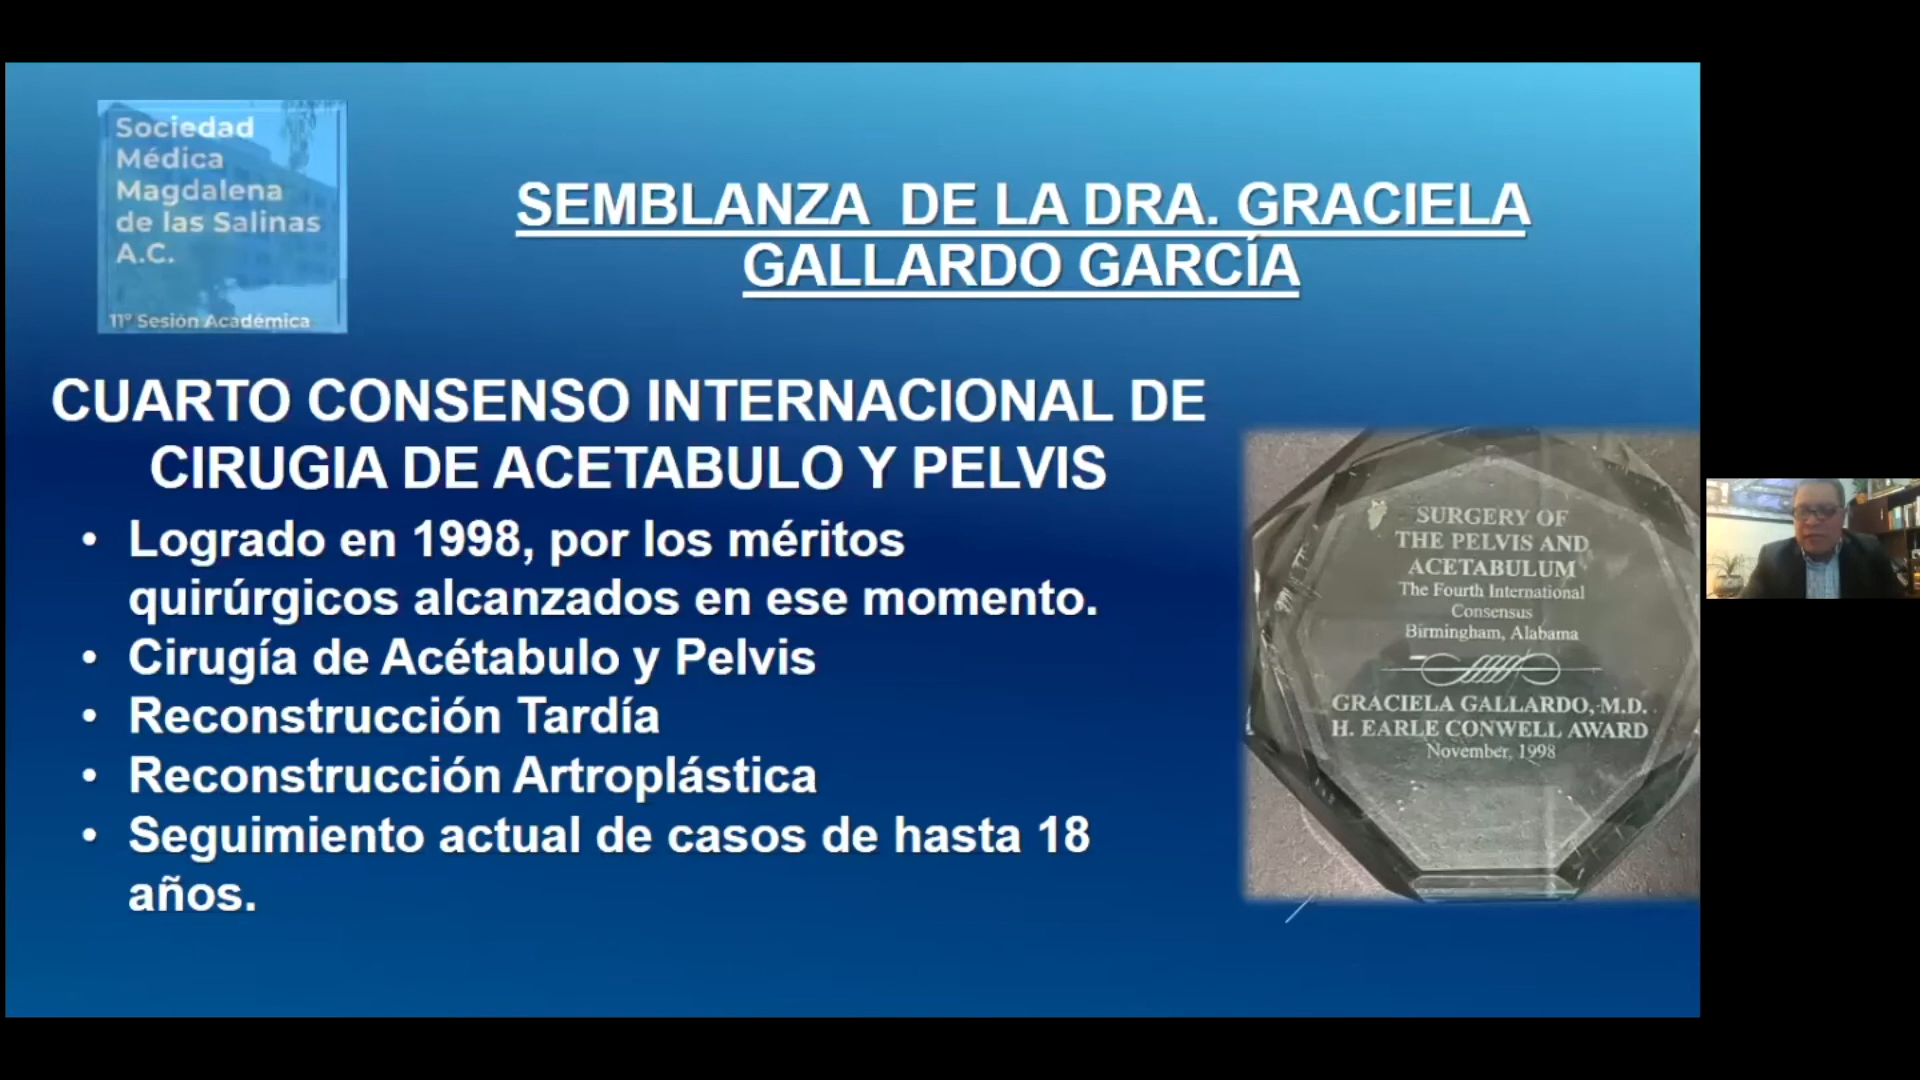 Sociedad
Médica
Magdalena
de las Salinas
A.C.
11° Sesión Académica
SEMBLANZA DE LA DRA. GRACIELA
GALLARDO GARCÍA
CUARTO CONSENSO INTERNACIONAL DE
CIRUGIA DE ACETABULO Y PELVIS
• Logrado en 1998, por los méritos
quirúrgicos alcanzados en ese momento.
• Cirugía de Acétabulo y Pelvis
• Reconstrucción Tardía
• Reconstrucción Artroplástica
• Seguimiento actual de casos de hasta 18
años.
SURGERY OF
THE PELVIS AND
ACETABULUM
The Fourth International
Consensus
Birmingham, Alabama
GRACIELA GALLARDO, M.D.
H. EARLE CONWELL AWARD
November, 1998